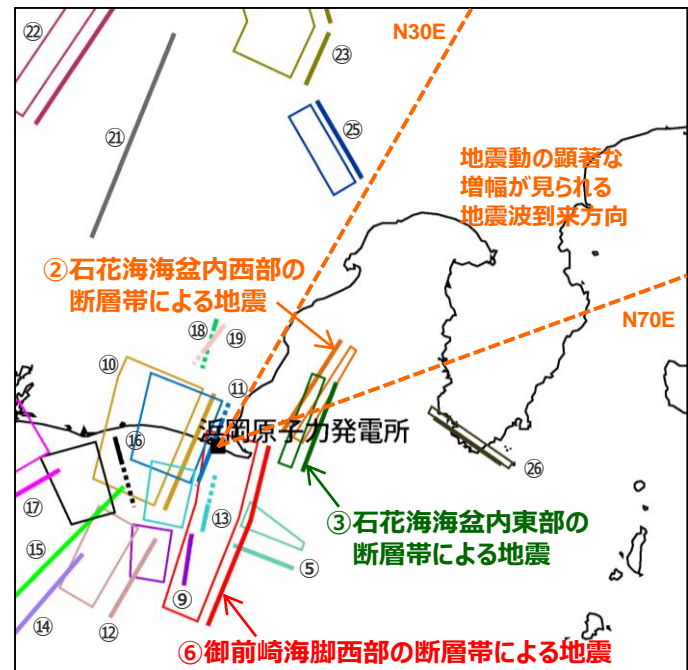 ㉒
N30E
㉓
㉑
㉕
地震動の顕著な
増幅が見られる
地震波到来方向
②石花海海盆内西部の
断層帯による地震
N70E
⑱
⑲
⑩
⑪
浜岡原子力発電所
⑯
㉖
⑰
③石花海海盆内東部の
断層帯による地震
⑬
⑮
⑤
⑨
⑭
⑫
⑥御前崎海脚西部の断層帯による地震